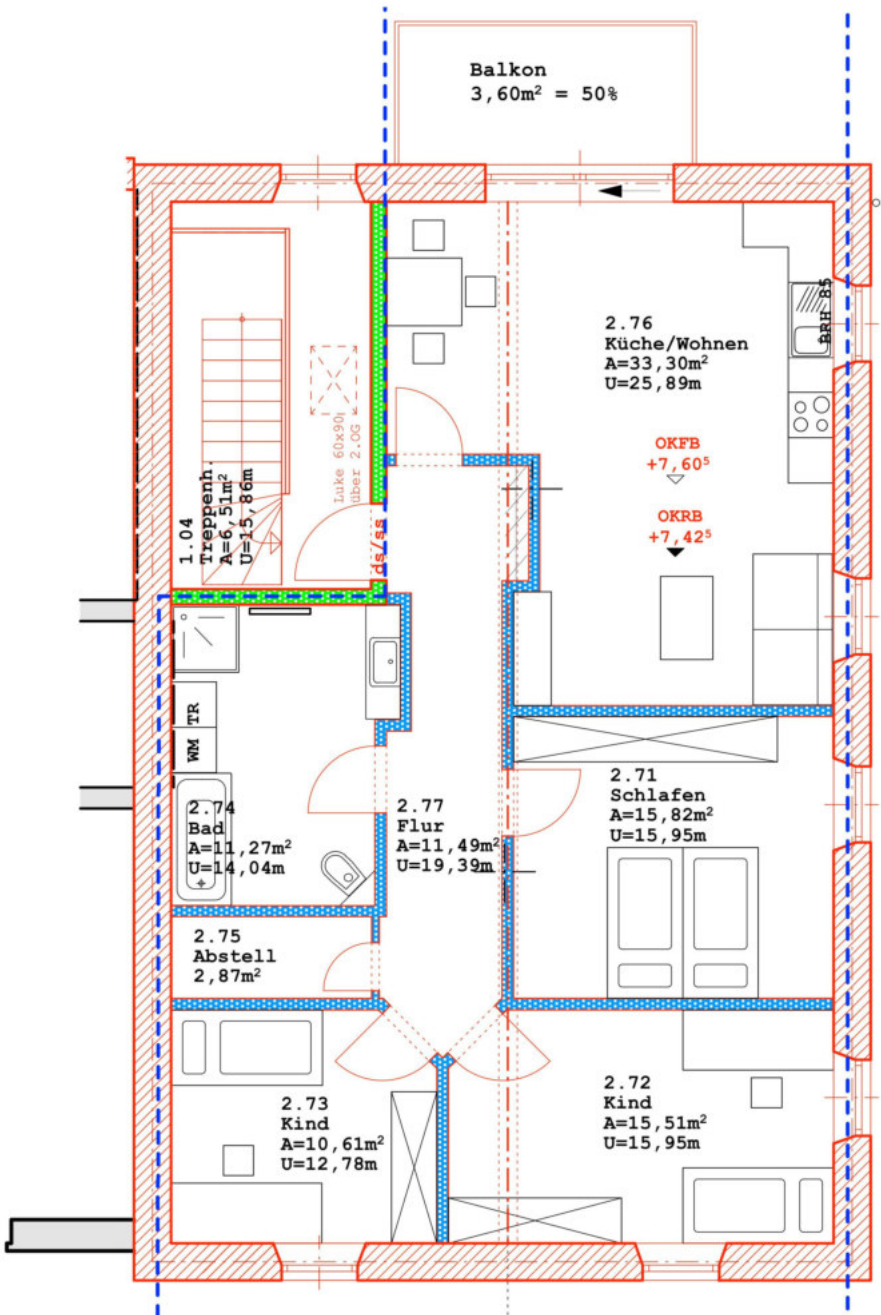 Balkon
3,60m² = 50%
2.76
Küche/Wohnen
A=33,30m²
U=25,89m
BRH 85
OKFB
+7,60⁵
OKRB
+7,42⁵
Luke 60x90
über 2.OG
1.04
Treppenh.
A=6,51m²
U=15,86m
ds/ss
TR
WM
2.74
Bad
A=11,27m²
U=14,04m
2.77
Flur
A=11,49m²
U=19,39m
2.71
Schlafen
A=15,82m²
U=15,95m
2.75
Abstell
2,87m²
2.73
Kind
A=10,61m²
U=12,78m
2.72
Kind
A=15,51m²
U=15,95m